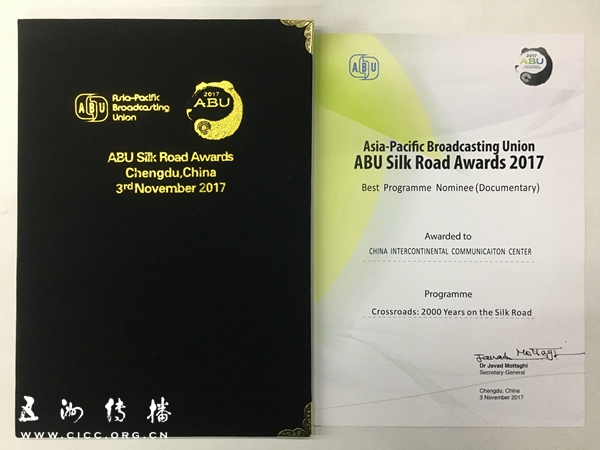 ABU
Asia-Pacific
Broadcasting
Union
2017
ABU
ABU Silk Road Awards
Chengdu,China
3rd November 2017
五洲传播
WWW.CICC.ORG.CN
ABU
2017
ABU
Asia-Pacific Broadcasting Union
ABU Silk Road Awards 2017
Best Programme Nominee(Documentary)
Awarded to
CHINA INTERCONTINENTAL COMMUNICAITON CENTER
Programme
Crossroads: 2000 Years on the Silk Road
Dr Javad Mottaghi
Secretary-General
Chengdu, China
3 November 2017